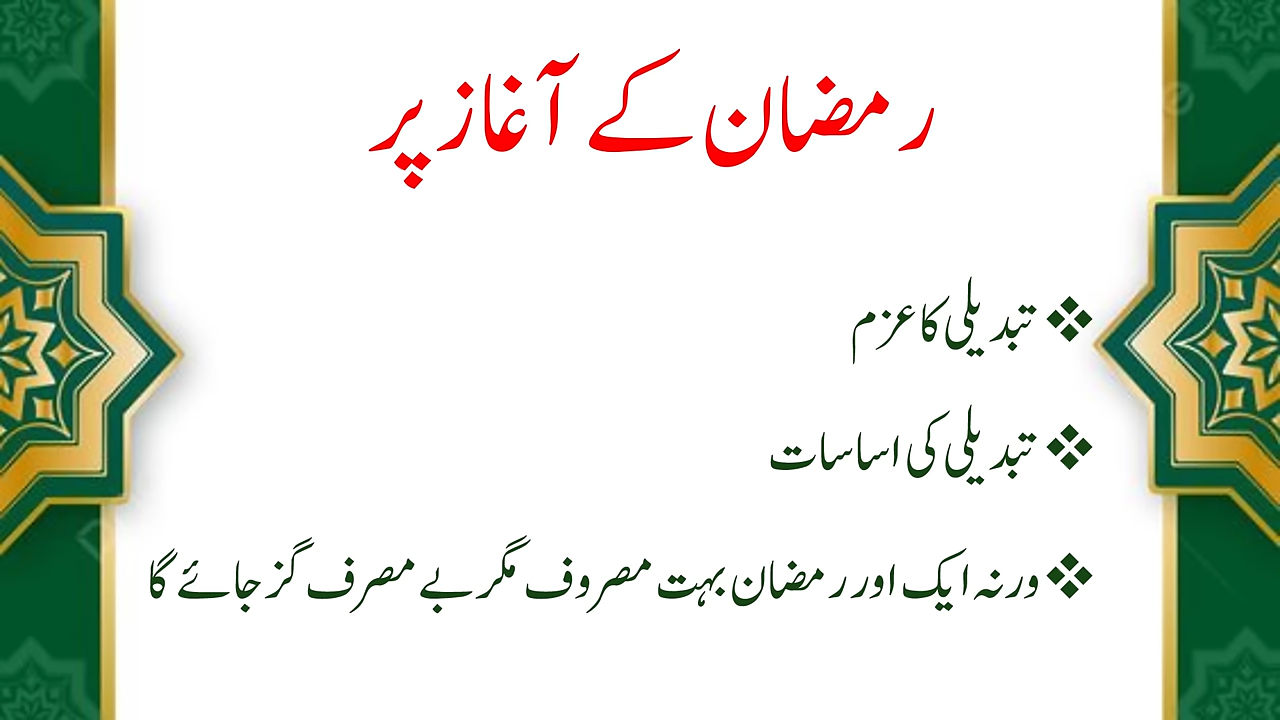 رمضان کے آغاز پر
❖ تبدیلی کا عزم
❖ تبدیلی کی اساسات
❖ ورنہ ایک اور رمضان بہت مصروف مگر بے مصرف گزر جائے گا